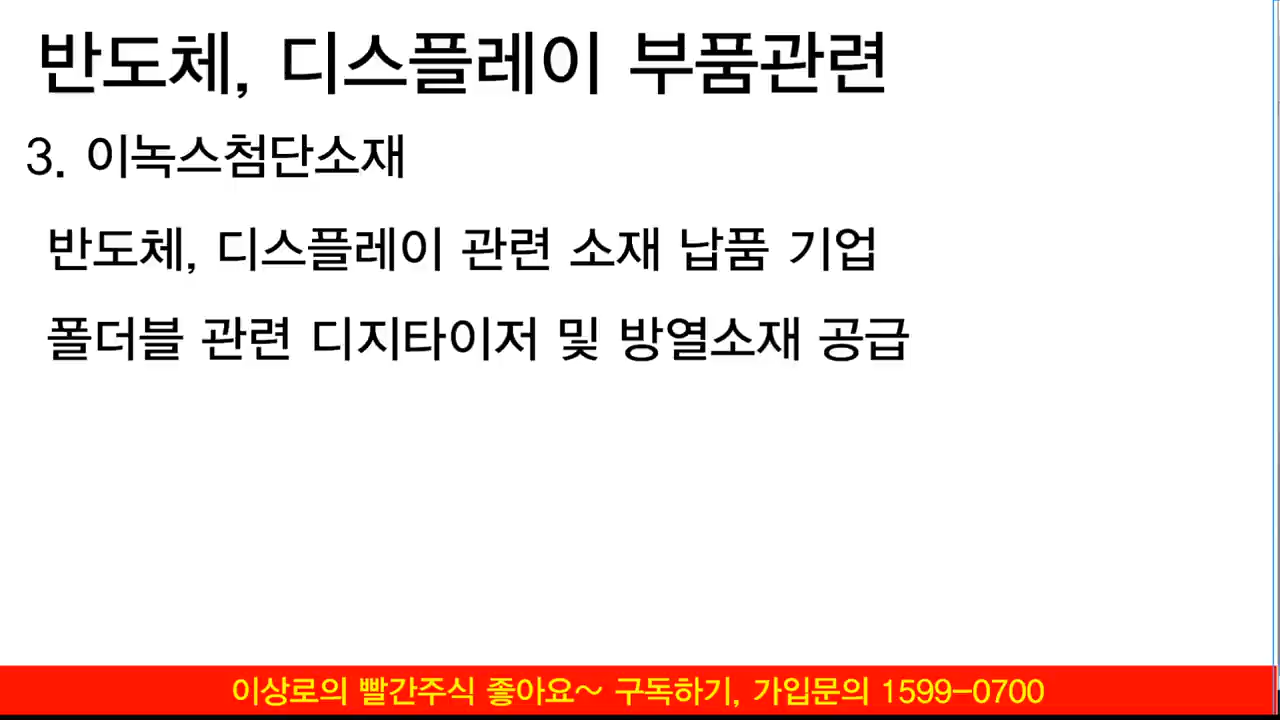 반도체, 디스플레이 부품관련
3. 이녹스첨단소재
반도체, 디스플레이 관련 소재 납품 기업
폴더블 관련 디지타이저 및 방열소재 공급
이상로의 빨간주식 좋아요~ 구독하기, 가입문의 1599-0700